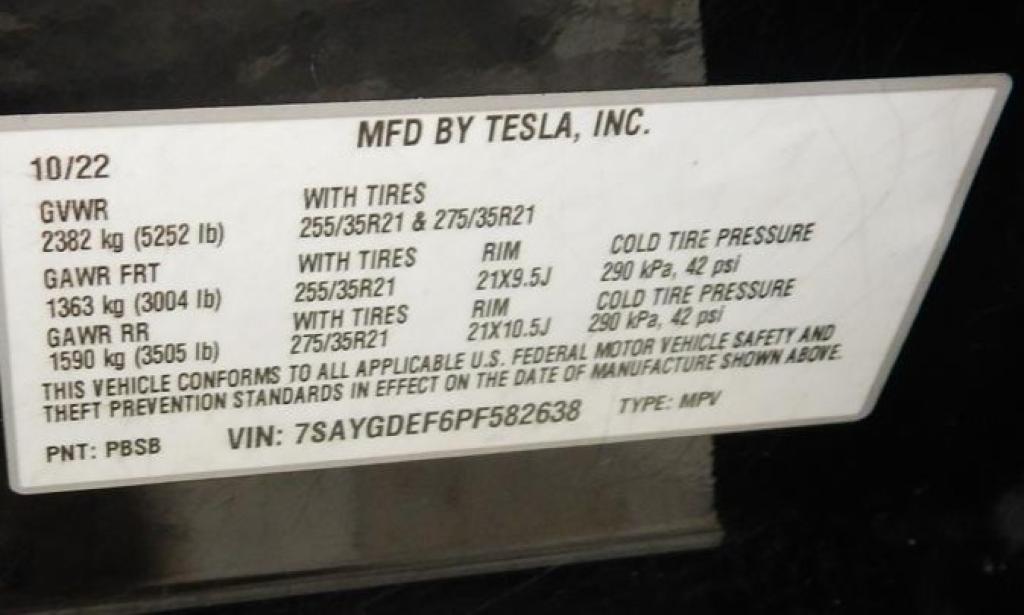 MFD BY TESLA, INC.
10/22
GVWR
2382 kg (5252 lb)
WITH TIRES
255/35R21 & 275/35R21
GAWR FRT
1363 kg (3004 lb)
WITH TIRES
255/35R21
RIM
21X9.5J
COLD TIRE PRESSURE
290 kPa, 42 psi
GAWR RR
1590 kg (3505 lb)
WITH TIRES
275/35R21
RIM
21X10.5J
COLD TIRE PRESSURE
290 kPa, 42 psi
THIS VEHICLE CONFORMS TO ALL APPLICABLE U.S. FEDERAL MOTOR VEHICLE SAFETY AND
THEFT PREVENTION STANDARDS IN EFFECT ON THE DATE OF MANUFACTURE SHOWN ABOVE.
PNT: PBSB VIN: 7SAYGDEF6PF582638 TYPE: MPV